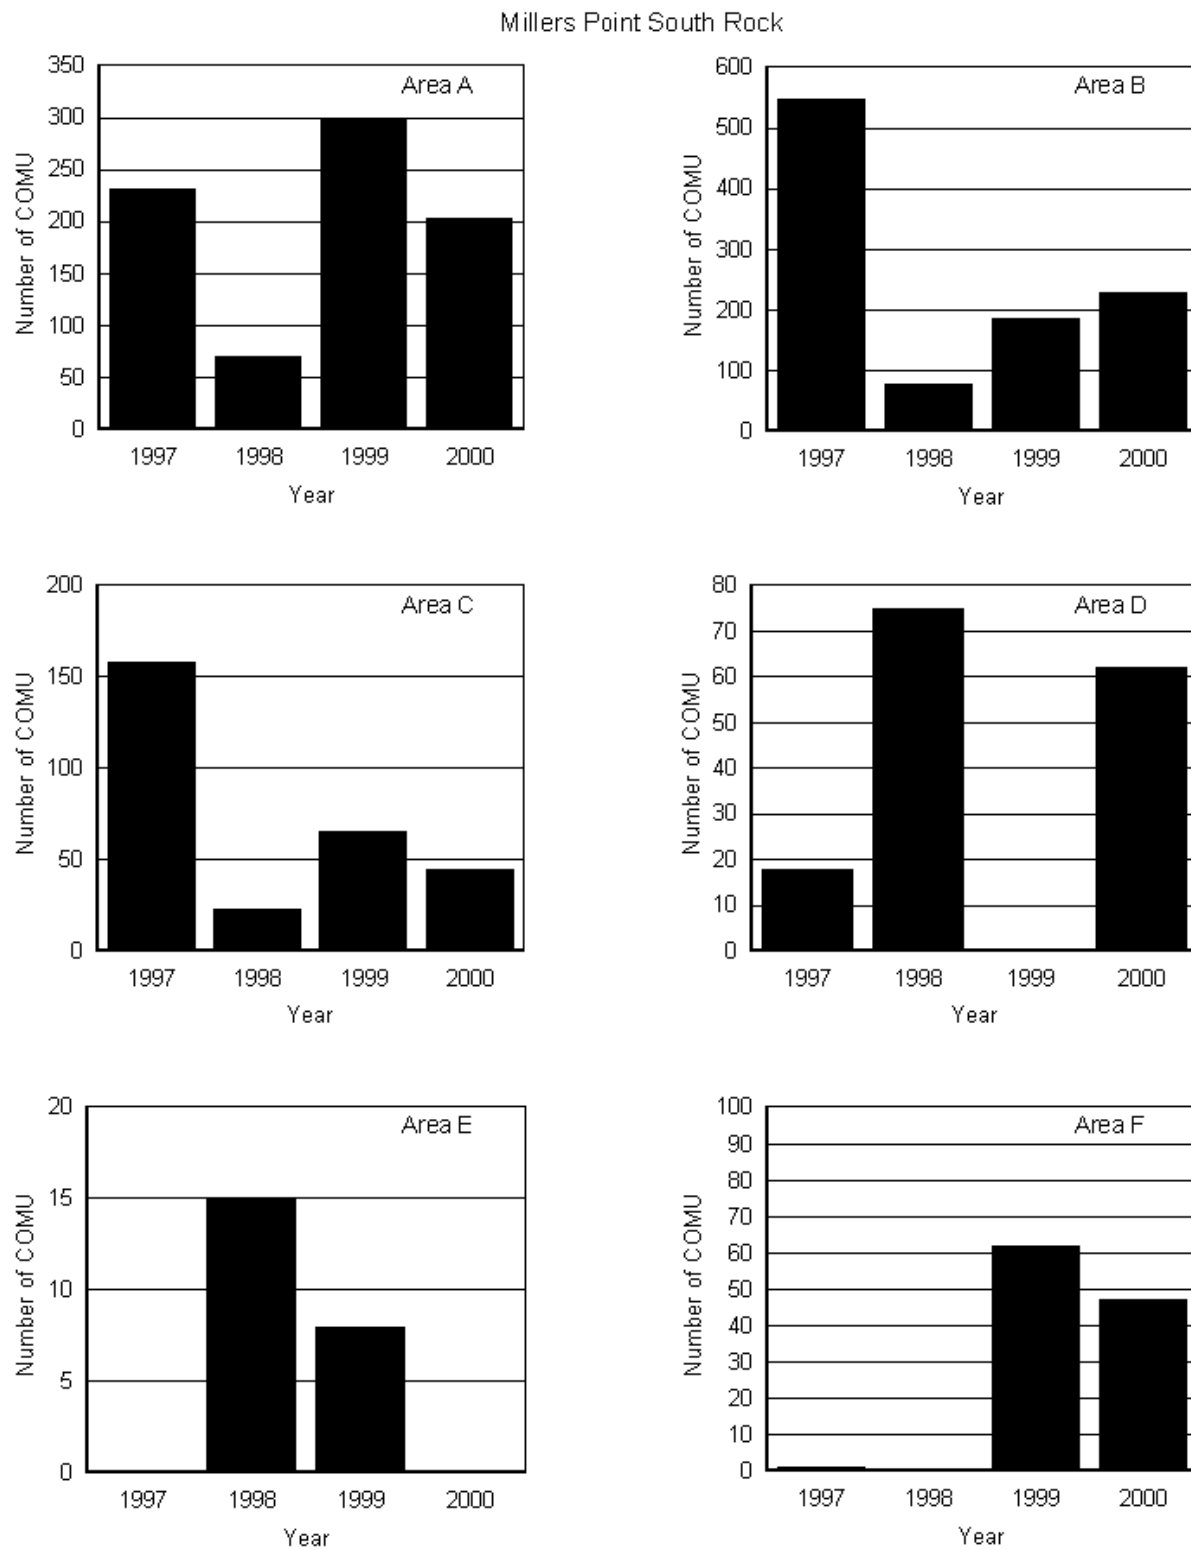 Millers Point South Rock
Area A
Number of COMU
350
300
250
200
150
100
50
0
1997 1998 1999 2000
Year
Area B
Number of COMU
600
500
400
300
200
100
0
1997 1998 1999 2000
Year
Area C
Number of COMU
200
150
100
50
0
1997 1998 1999 2000
Year
Area D
Number of COMU
80
70
60
50
40
30
20
10
0
1997 1998 1999 2000
Year
Area E
Number of COMU
20
15
10
5
0
1997 1998 1999 2000
Year
Area F
Number of COMU
100
90
80
70
60
50
40
30
20
10
0
1997 1998 1999 2000
Year